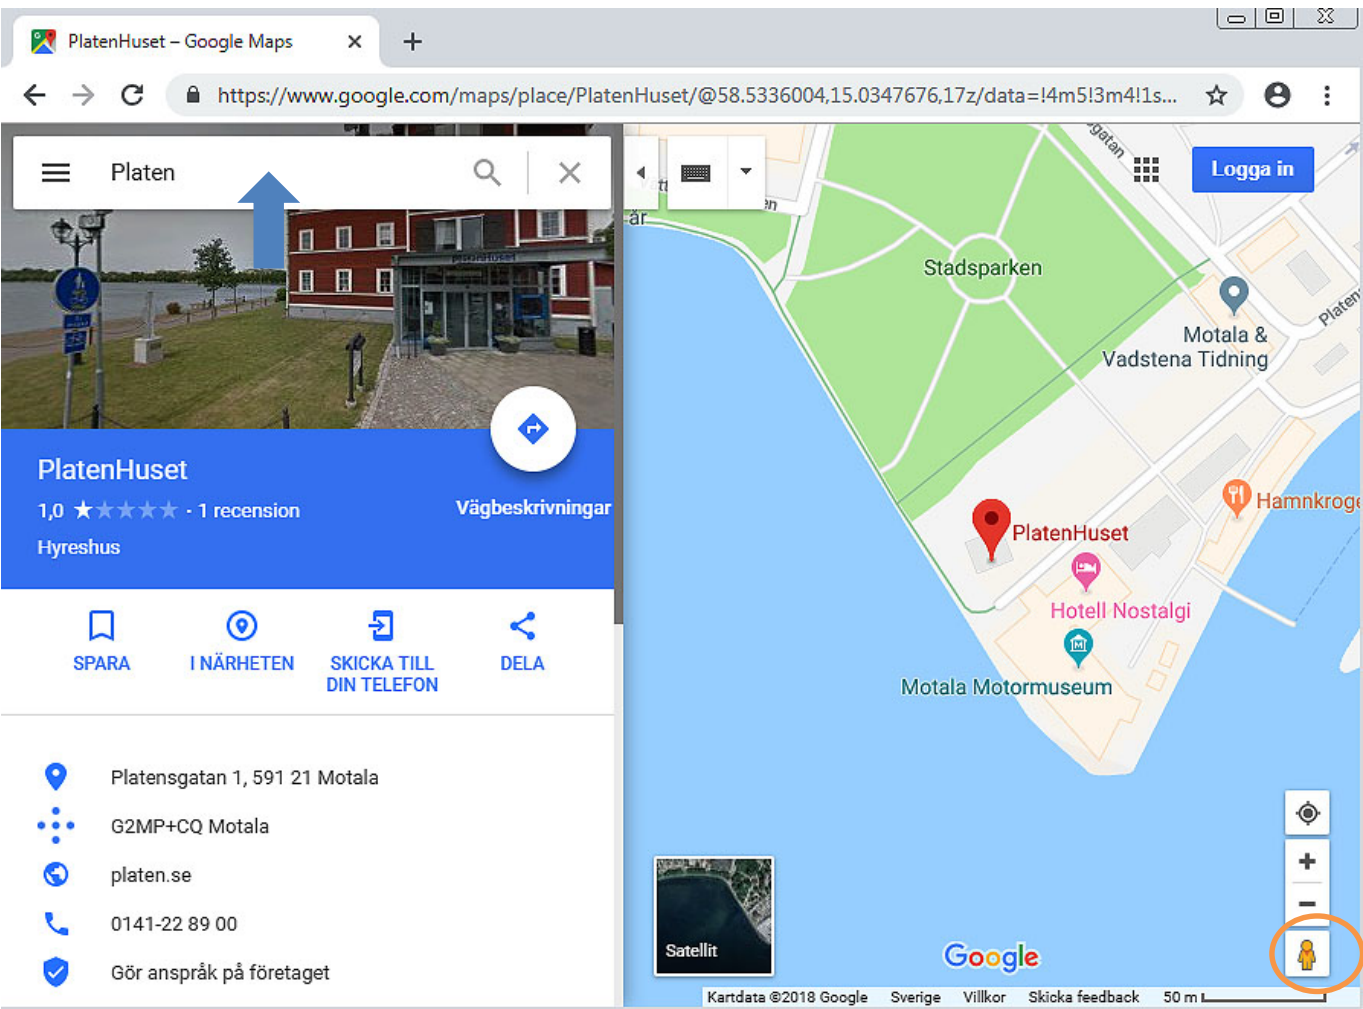 PlatenHuset – Google Maps
https://www.google.com/maps/place/PlatenHuset/@58.5336004,15.0347676,17z/data=!4m5!3m4!1s...
Platen
Logga in
Stadsparken
Motala &
Vadstena Tidning
PlatenHuset
Hamnkroge
Hotell Nostalgi
Motala Motormuseum
PlatenHuset
1,0 · 1 recension
Vägbeskrivningar
Hyreshus
SPARA
I NÄRHETEN
SKICKA TILL
DIN TELEFON
DELA
Platensgatan 1, 591 21 Motala
G2MP+CQ Motala
platen.se
0141-22 89 00
Gör anspråk på företaget
Satellit
Google
Kartdata ©2018 Google Sverige Villkor Skicka feedback 50 m